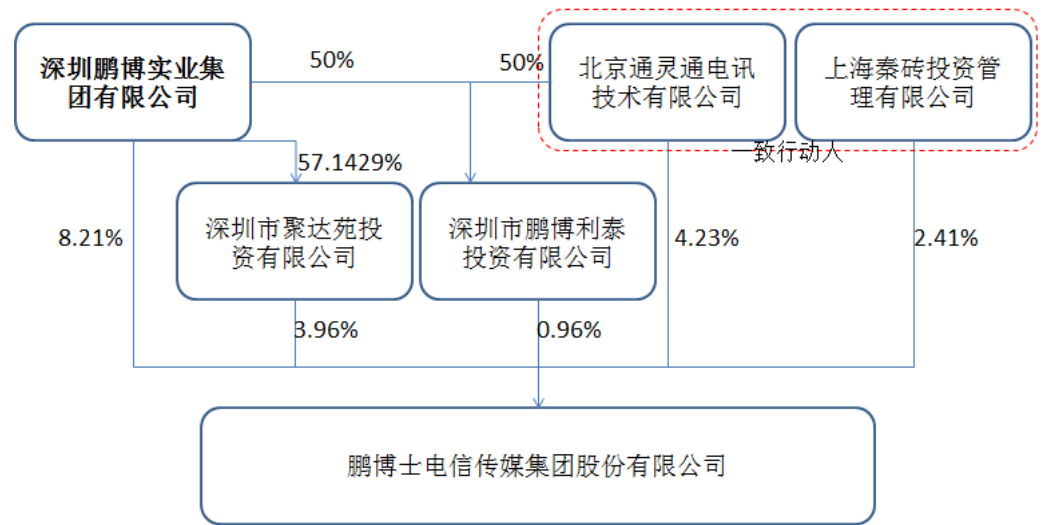 深圳鹏博实业集
团有限公司
50%
50%
北京通灵通电讯
技术有限公司
上海秦砖投资管
理有限公司
一致行动人
57.1429%
8.21%
深圳市聚达苑投
资有限公司
深圳市鹏博利泰
投资有限公司
4.23%
2.41%
3.96%
0.96%
鹏博士电信传媒集团股份有限公司